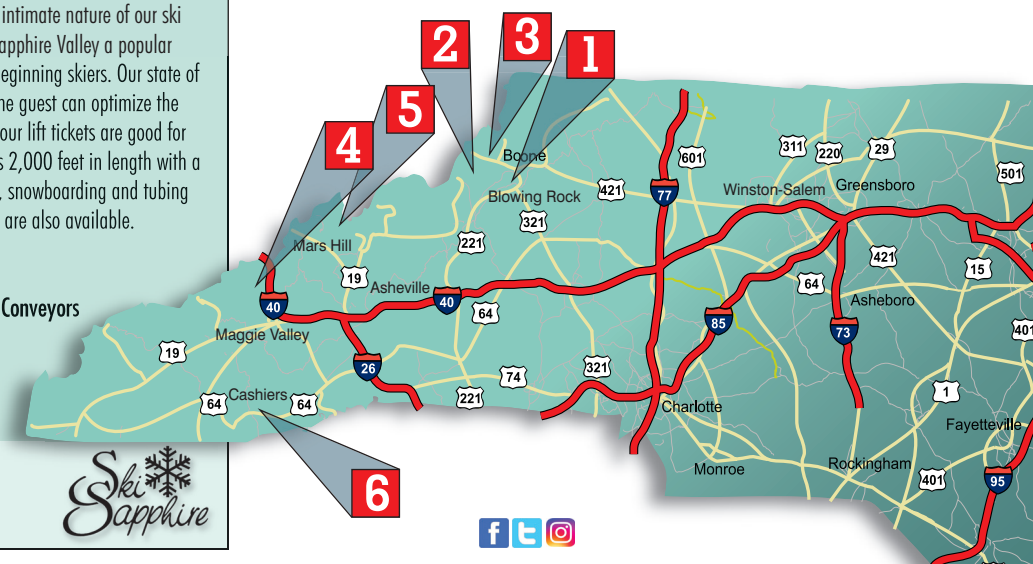 intimate nature of our ski
apphire Valley a popular
eginning skiers. Our state of
ne guest can optimize the
our lift tickets are good for
s 2,000 feet in length with a
, snowboarding and tubing
are also available.
Conveyors
Ski
Sapphire
2
3
1
5
4
6
Boone
Blowing Rock
Mars Hill
Asheville
Maggie Valley
Cashiers
Winston-Salem
Greensboro
Asheboro
Charlotte
Monroe
Rockingham
Fayetteville
601
311
220
29
501
421
77
321
221
19
40
40
64
421
15
64
85
73
401
19
26
74
321
221
64
64
1
401
95
f
t